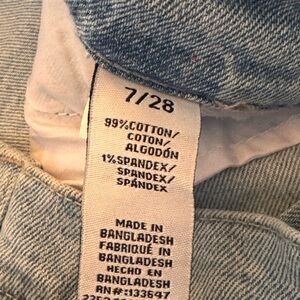 7/28
99%COTTON/
COTON/
ALGODÓN
1%SPANDEX/
SPANDEX/
SPANDEX
MADE IN
BANGLADESH
FABRIQUÉ IN
BANGLADESH
HECHO EN
BANGLADESH
RN#:133647